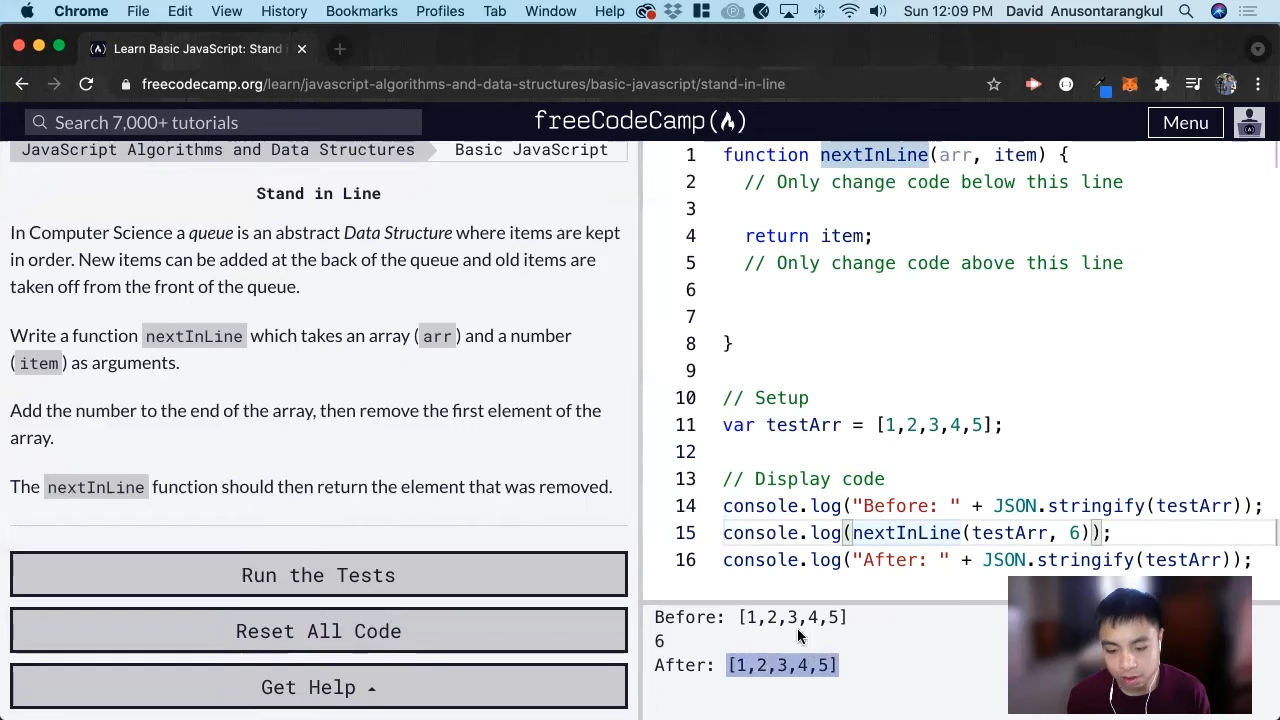 Chrome File Edit View History Bookmarks Profiles Tab Window Help Sun 12:09 PM David Anusontarangkul
Learn Basic JavaScript: Stand i
freecodecamp.org/learn/javascript-algorithms-and-data-structures/basic-javascript/stand-in-line
Search 7,000+ tutorials
freeCodeCamp
Menu
JavaScript Algorithms and Data Structures
Basic JavaScript
Stand in Line
In Computer Science a queue is an abstract Data Structure where items are kept
in order. New items can be added at the back of the queue and old items are
taken off from the front of the queue.
Write a function nextInLine which takes an array (arr) and a number
(item) as arguments.
Add the number to the end of the array, then remove the first element of the
array.
The nextInLine function should then return the element that was removed.
Run the Tests
Reset All Code
Get Help
1 function nextInLine(arr, item) {
2 // Only change code below this line
3
4 return item;
5 // Only change code above this line
6
7
8 }
9
10 // Setup
11 var testArr = [1,2,3,4,5];
12
13 // Display code
14 console.log("Before: " + JSON.stringify(testArr));
15 console.log(nextInLine(testArr, 6));
16 console.log("After: " + JSON.stringify(testArr));
Before: [1,2,3,4,5]
6
After: [1,2,3,4,5]